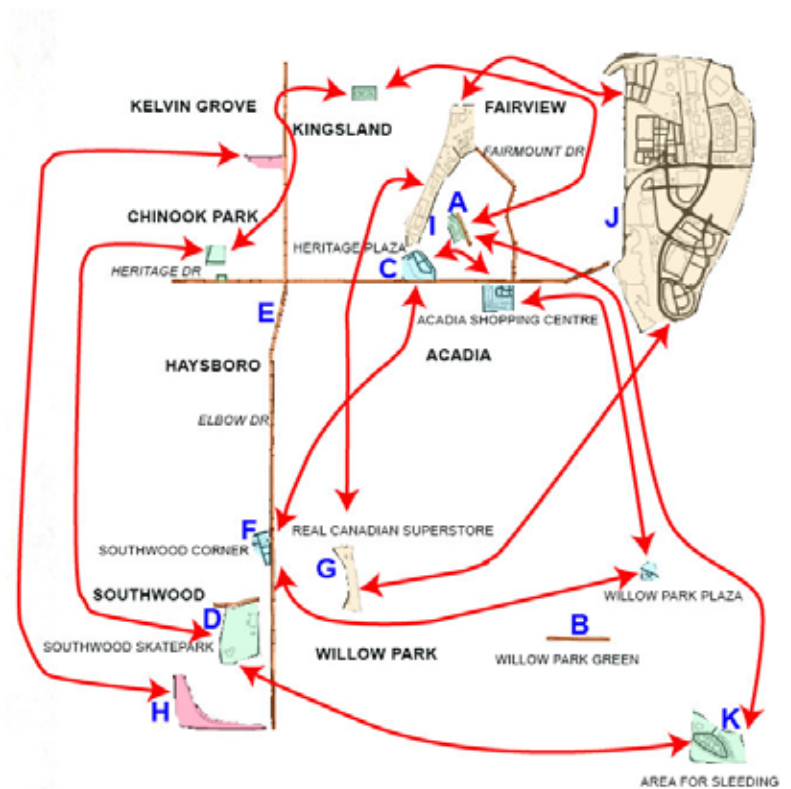 KELVIN GROVE
FAIRVIEW
KINGSLAND
FAIRMOUNT DR
A
CHINOOK PARK
I
J
HERITAGE PLAZA
C
HERITAGE DR
E
ACADIA SHOPPING CENTRE
ACADIA
HAYSBORO
ELBOW DR
F
REAL CANADIAN SUPERSTORE
SOUTHWOOD CORNER
G
SOUTHWOOD
WILLOW PARK PLAZA
D
B
SOUTHWOOD SKATEPARK
WILLOW PARK
WILLOW PARK GREEN
H
K
AREA FOR SLEEDING